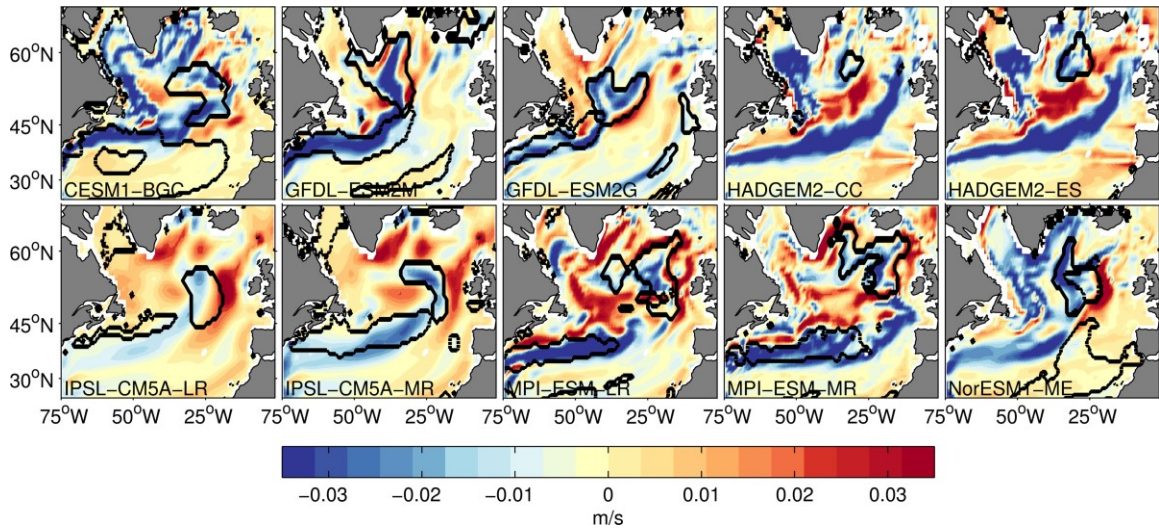 60°N
45°N
30°N
CESM1−BGC
GFDL−ESM2M
GFDL−ESM2G
HADGEM2−CC
HADGEM2−ES
60°N
45°N
30°N
IPSL−CM5A−LR
IPSL−CM5A−MR
MPI−ESM−LR
MPI−ESM−MR
NorESM1−ME
75°W 50°W 25°W 75°W 50°W 25°W 75°W 50°W 25°W 75°W 50°W 25°W 75°W 50°W 25°W
−0.03 −0.02 −0.01 0 0.01 0.02 0.03
m/s